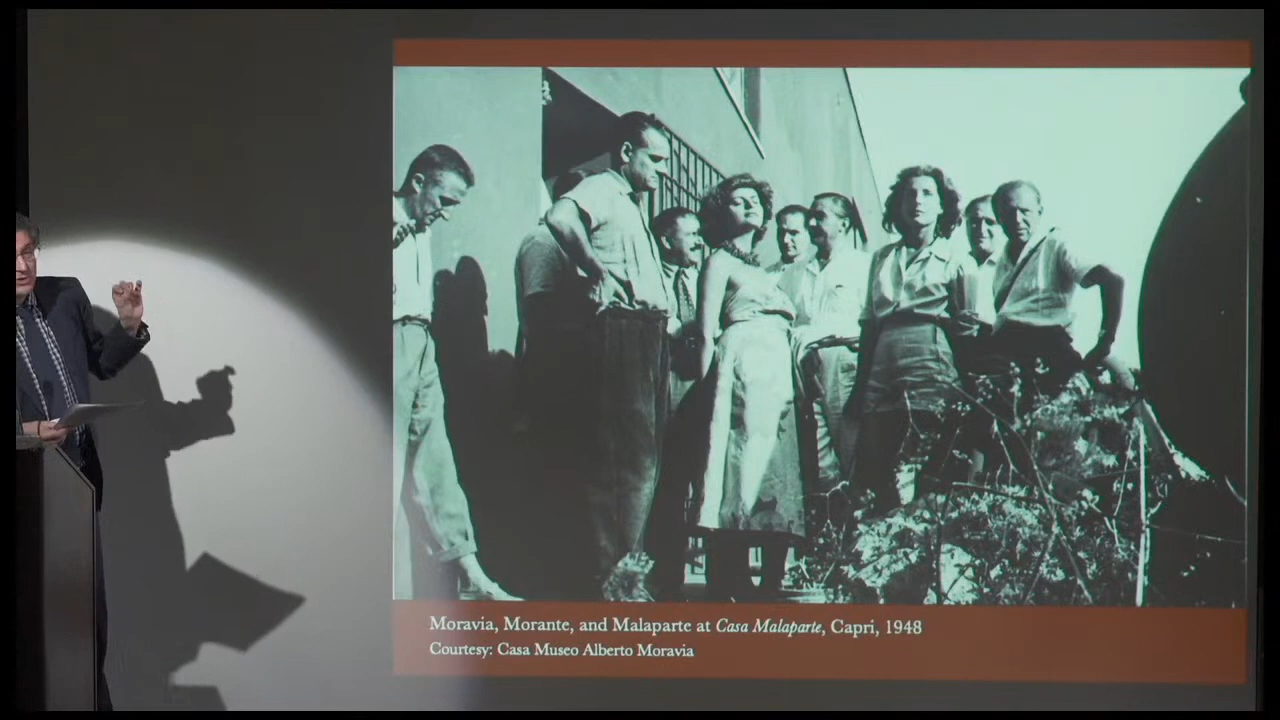 Moravia, Morante, and Malaparte at Casa Malaparte, Capri, 1948
Courtesy: Casa Museo Alberto Moravia